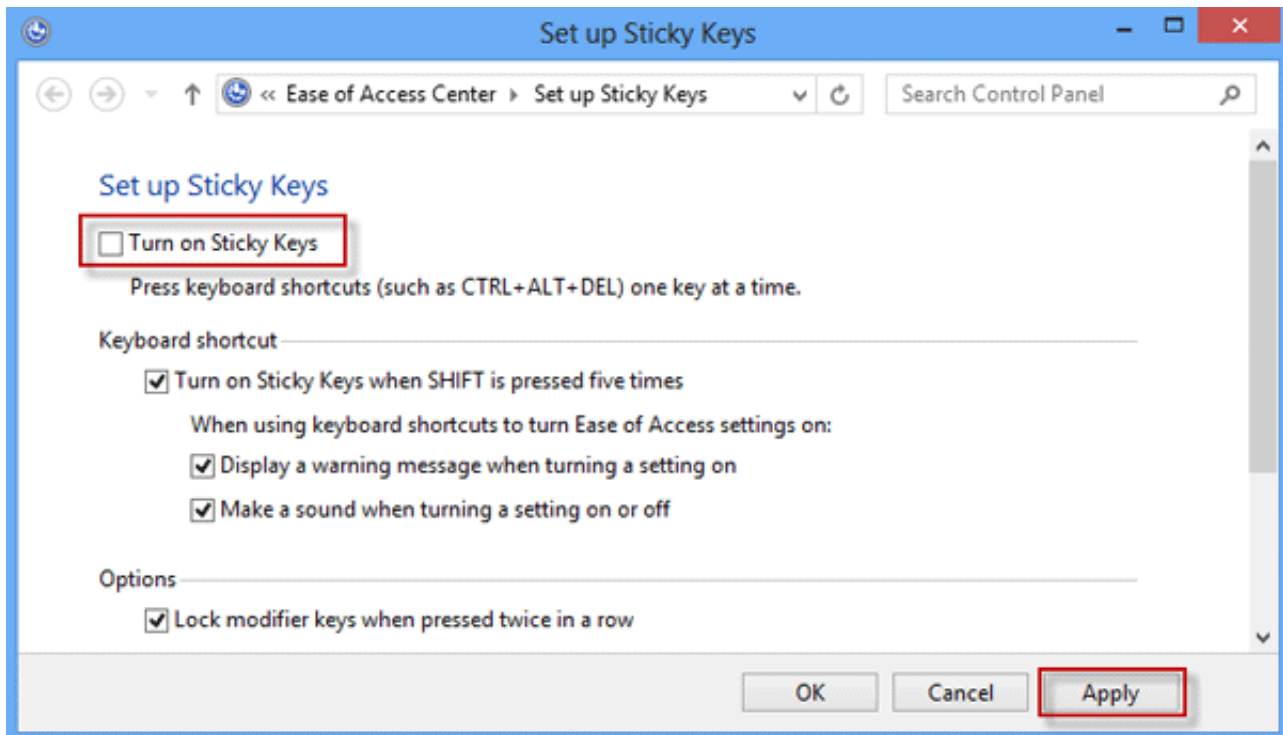 Set up Sticky Keys
« Ease of Access Center Set up Sticky Keys Search Control Panel
Set up Sticky Keys
Turn on Sticky Keys
Press keyboard shortcuts (such as CTRL+ALT+DEL) one key at a time.
Keyboard shortcut
Turn on Sticky Keys when SHIFT is pressed five times
When using keyboard shortcuts to turn Ease of Access settings on:
Display a warning message when turning a setting on
Make a sound when turning a setting on or off
Options
Lock modifier keys when pressed twice in a row
OK Cancel Apply